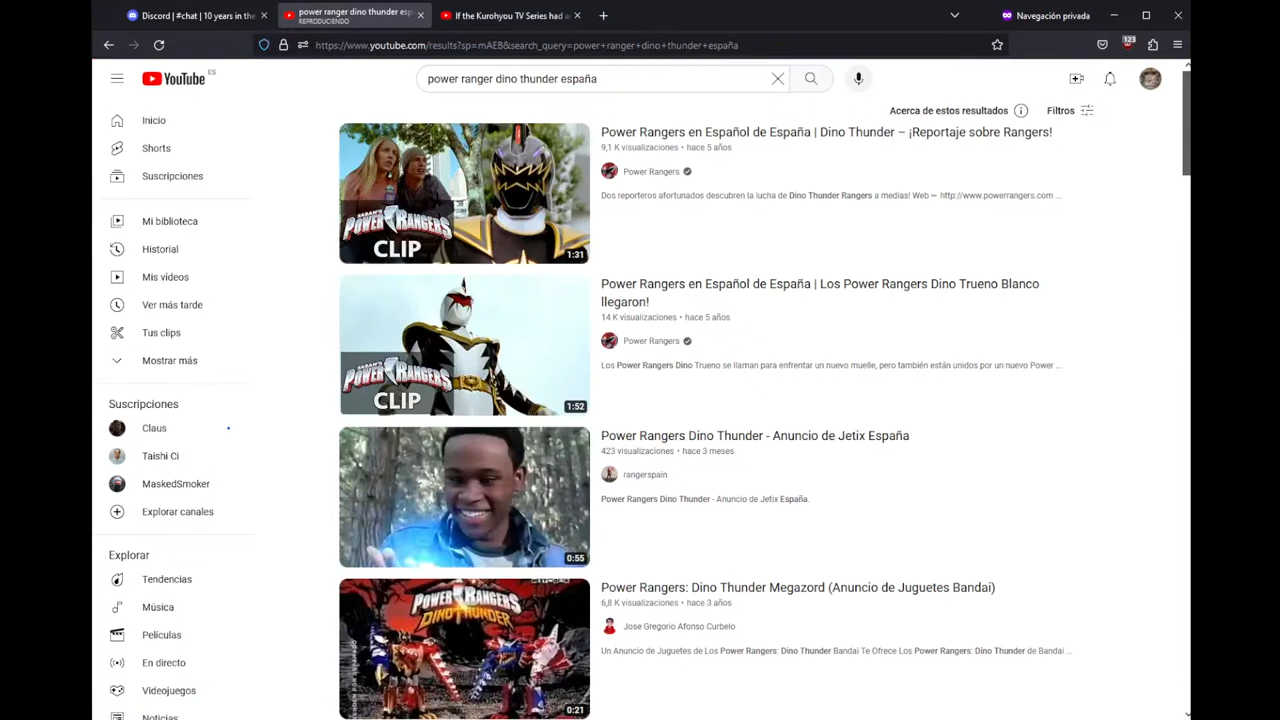 Discord | #chat | 10 years in the
power ranger dino thunder esp
REPRODUCIENDO
If the Kurohyou TV Series had a
Navegación privada
https://www.youtube.com/results?sp=mAEB&search_query=power+ranger+dino+thunder+españa
123
YouTube ES
power ranger dino thunder españa
Acerca de estos resultados
Filtros
Inicio
Shorts
Suscripciones
Mi biblioteca
Historial
Mis vídeos
Ver más tarde
Tus clips
Mostrar más
Suscripciones
Claus
Taishi Ci
MaskedSmoker
Explorar canales
Explorar
Tendencias
Música
Películas
En directo
Videojuegos
Noticias
SABAN'S
POWER RANGERS
CLIP
1:31
Power Rangers en Español de España | Dino Thunder – ¡Reportaje sobre Rangers!
9,1 K visualizaciones • hace 5 años
Power Rangers
Dos reporteros afortunados descubren la lucha de Dino Thunder Rangers a medias! Web ➣ http://www.powerrangers.com ...
SABAN'S
POWER RANGERS
CLIP
1:52
Power Rangers en Español de España | Los Power Rangers Dino Trueno Blanco
llegaron!
14 K visualizaciones • hace 5 años
Power Rangers
Los Power Rangers Dino Trueno se llaman para enfrentar un nuevo muelle, pero también están unidos por un nuevo Power ...
0:55
Power Rangers Dino Thunder - Anuncio de Jetix España
423 visualizaciones • hace 3 meses
rangerspain
Power Rangers Dino Thunder - Anuncio de Jetix España.
POWER RANGERS
DINO THUNDER
0:21
Power Rangers: Dino Thunder Megazord (Anuncio de Juguetes Bandai)
6,8 K visualizaciones • hace 3 años
Jose Gregorio Afonso Curbelo
Un Anuncio de Juguetes de Los Power Rangers: Dino Thunder Bandai Te Ofrece Los Power Rangers: Dino Thunder de Bandai ...